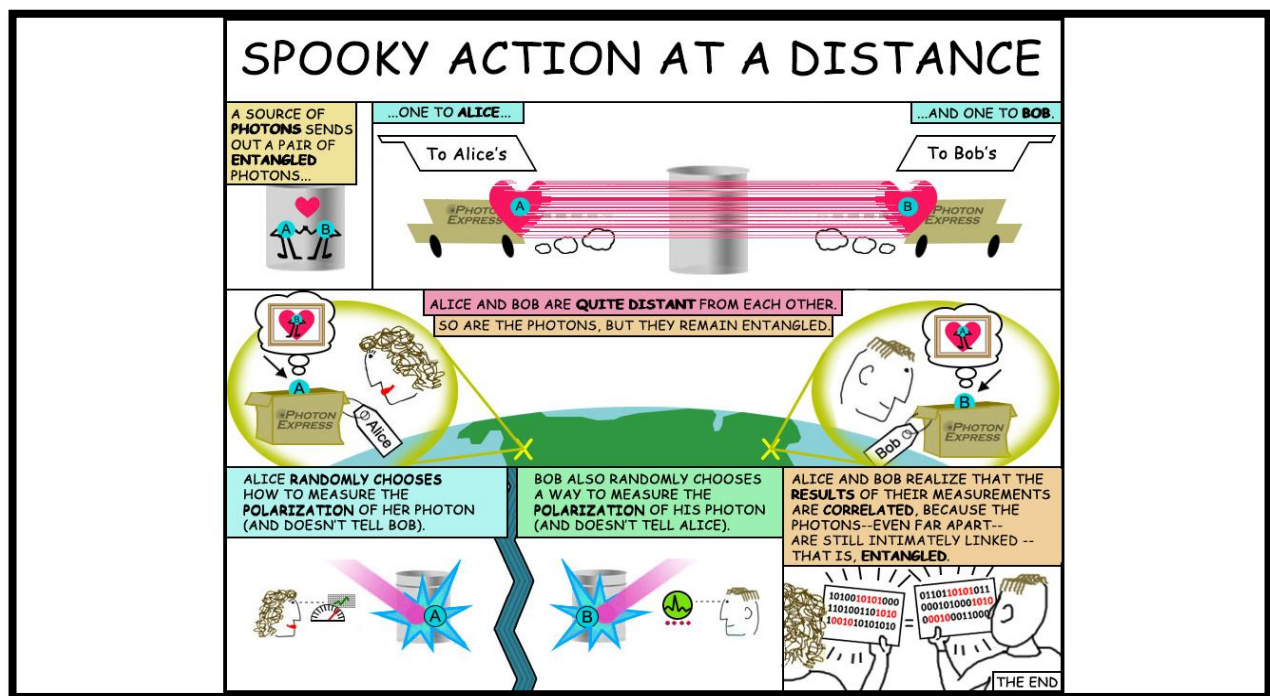 SPOOKY ACTION AT A DISTANCE
A SOURCE OF
PHOTONS SENDS
OUT A PAIR OF
ENTANGLED
PHOTONS...
A
B
...ONE TO ALICE...
...AND ONE TO BOB.
To Alice's
To Bob's
A
PHOTON
EXPRESS
B
PHOTON
EXPRESS
ALICE AND BOB ARE QUITE DISTANT FROM EACH OTHER.
SO ARE THE PHOTONS, BUT THEY REMAIN ENTANGLED.
B
A
PHOTON
EXPRESS
Alice
A
B
PHOTON
EXPRESS
Bob
ALICE RANDOMLY CHOOSES
HOW TO MEASURE THE
POLARIZATION OF HER PHOTON
(AND DOESN'T TELL BOB).
A
BOB ALSO RANDOMLY CHOOSES
A WAY TO MEASURE THE
POLARIZATION OF HIS PHOTON
(AND DOESN'T TELL ALICE).
B
ALICE AND BOB REALIZE THAT THE
RESULTS OF THEIR MEASUREMENTS
ARE CORRELATED, BECAUSE THE
PHOTONS--EVEN FAR APART--
ARE STILL INTIMATELY LINKED --
THAT IS, ENTANGLED.
1010010101000
1101001101010
1001010101010
=
0110110101011
0001010001010
000100011000
THE END